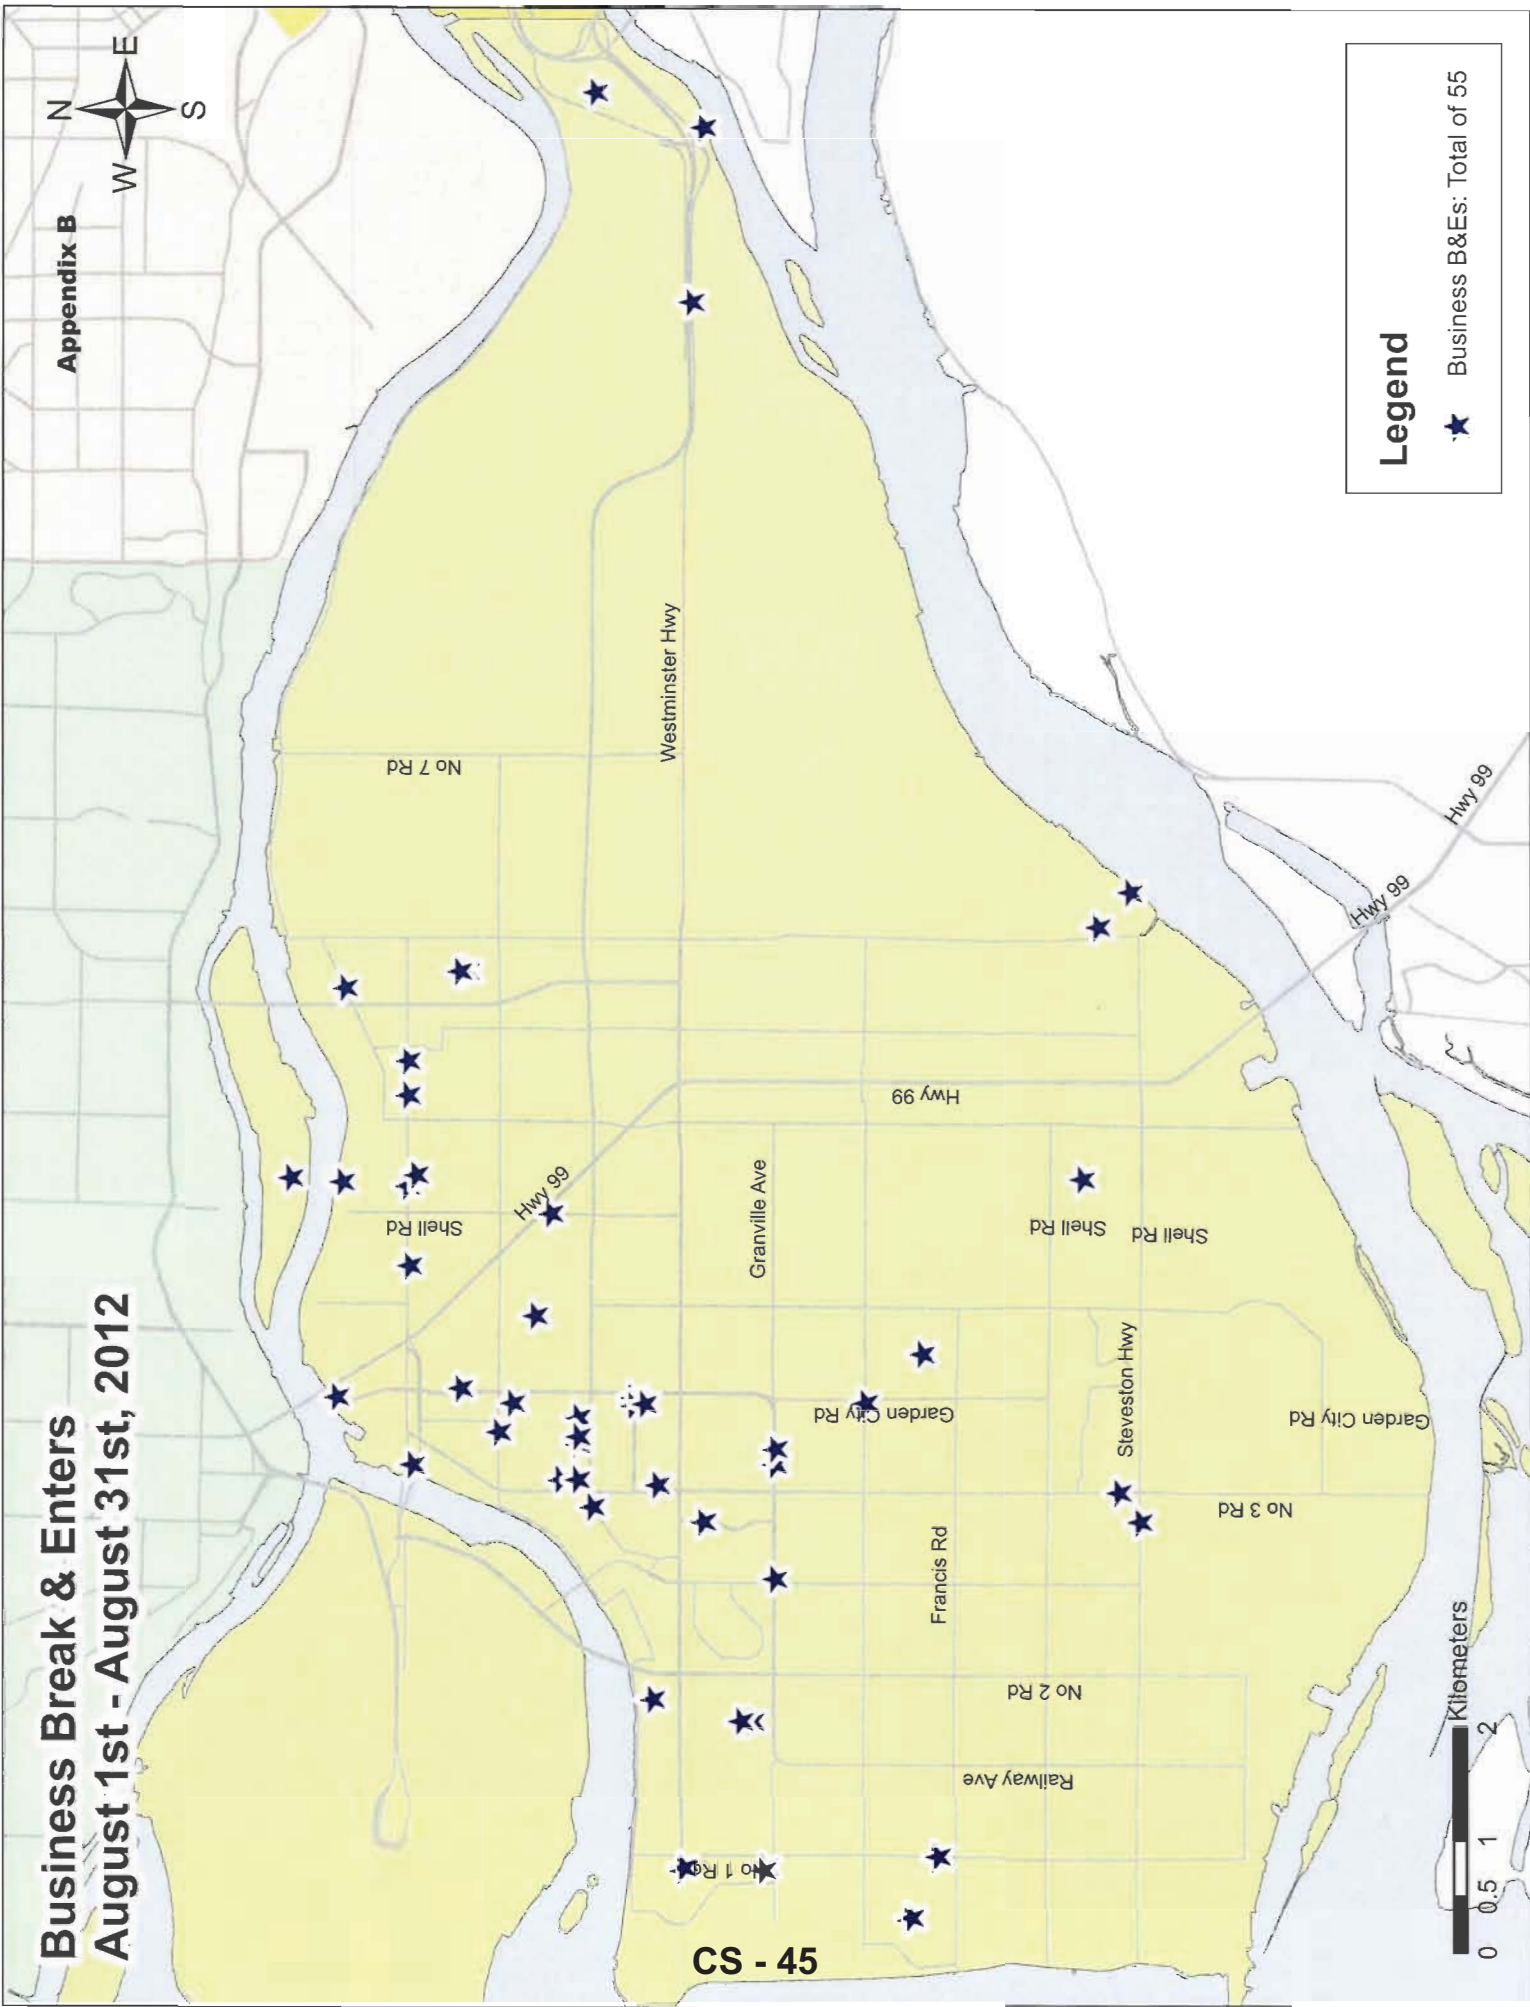 Business Break & Enters
August 1st - August 31st, 2012
Appendix B
N
W
E
S
No 7 Rd
Westminster Hwy
Shell Rd
Hwy 99
Granville Ave
Hwy 99
Shell Rd
Shell Rd
Hwy 99
Hwy 99
Garden City Rd
Steveston Hwy
Garden City Rd
No 3 Rd
Francis Rd
No 2 Rd
Railway Ave
No 1 Rd
Legend
Business B&Es: Total of 55
Kilometers
0 0.5 1 2
CS - 45